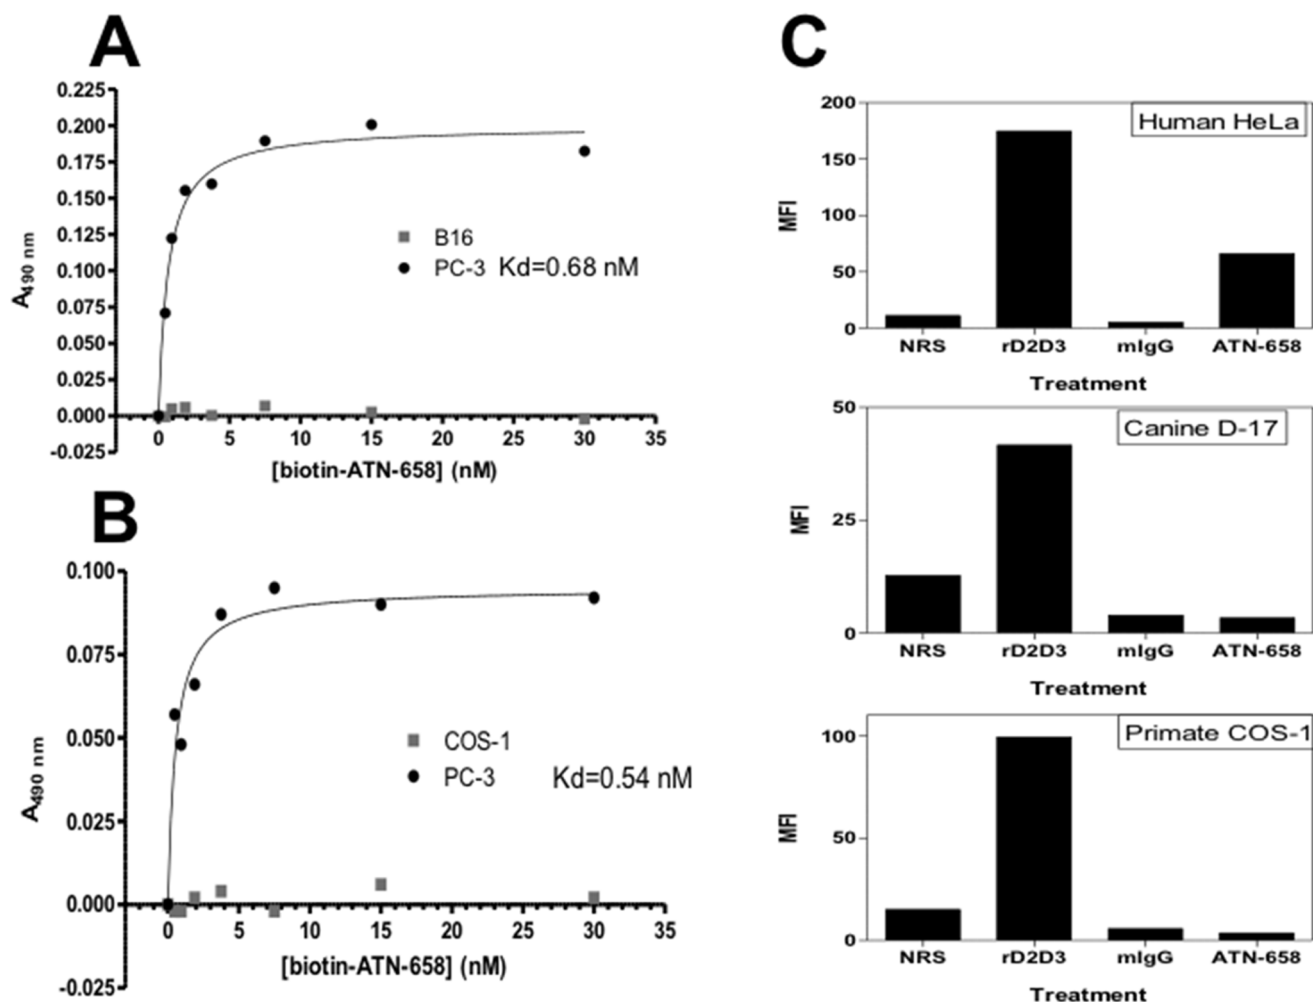 A
0.225
0.200
0.175
0.150
0.125
0.100
0.075
0.050
0.025
0.000
-0.025
A490 nm
B16
PC-3 Kd=0.68 nM
0 5 10 15 20 25 30 35
[biotin-ATN-658] (nM)
B
0.100
0.075
0.050
0.025
0.000
-0.025
A490 nm
COS-1
PC-3 Kd=0.54 nM
0 5 10 15 20 25 30 35
[biotin-ATN-658] (nM)
C
Human HeLa
200
150
100
50
0
MFI
NRS rD2D3 mIgG ATN-658
Treatment
Canine D-17
50
25
0
MFI
NRS rD2D3 mIgG ATN-658
Treatment
Primate COS-1
100
50
0
MFI
NRS rD2D3 mIgG ATN-658
Treatment